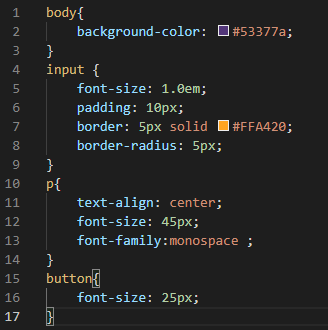 1 body{
2     background-color: #53377a;
3 }
4 input {
5     font-size: 1.0em;
6     padding: 10px;
7     border: 5px solid #FFA420;
8     border-radius: 5px;
9 }
10 p{
11     text-align: center;
12     font-size: 45px;
13     font-family:monospace ;
14 }
15 button{
16     font-size: 25px;
17 }